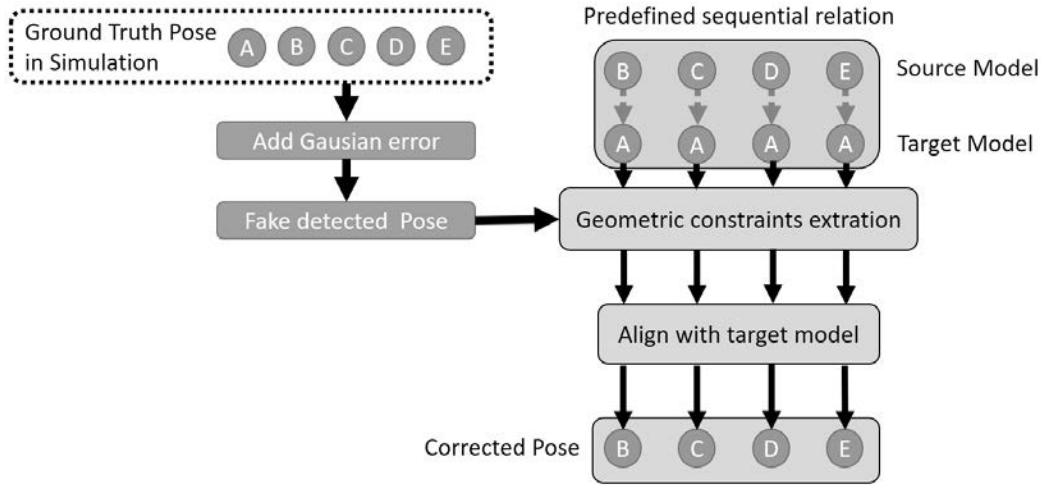 Ground Truth Pose
in Simulation
A B C D E
Add Gausian error
Fake detected Pose
Predefined sequential relation
B C D E
Source Model
A A A A
Target Model
Geometric constraints extration
Align with target model
Corrected Pose
B C D E